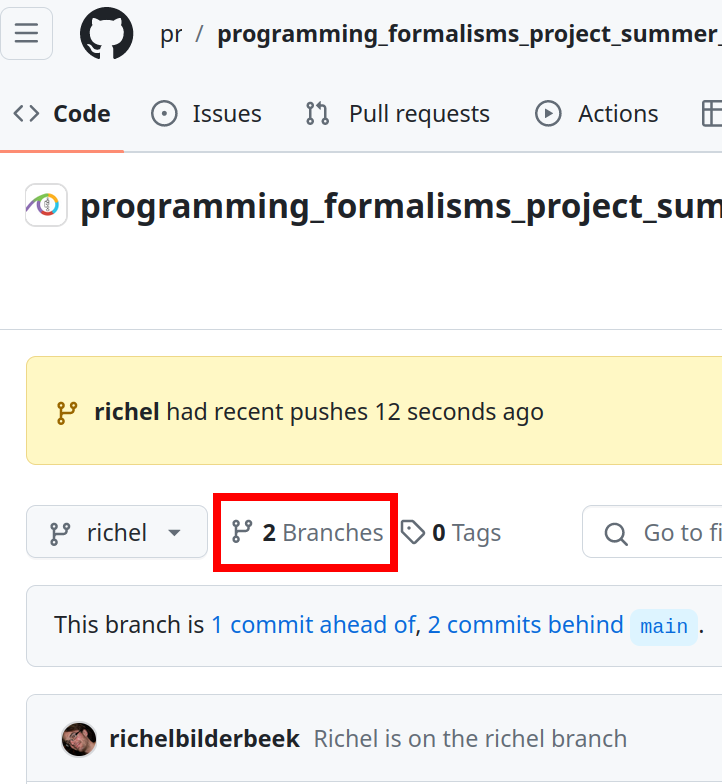 pr / programming_formalisms_project_summer_
Code Issues Pull requests Actions
programming_formalisms_project_sum
richel had recent pushes 12 seconds ago
richel 2 Branches 0 Tags Go to fi
This branch is 1 commit ahead of, 2 commits behind main .
richelbilderbeek Richel is on the richel branch